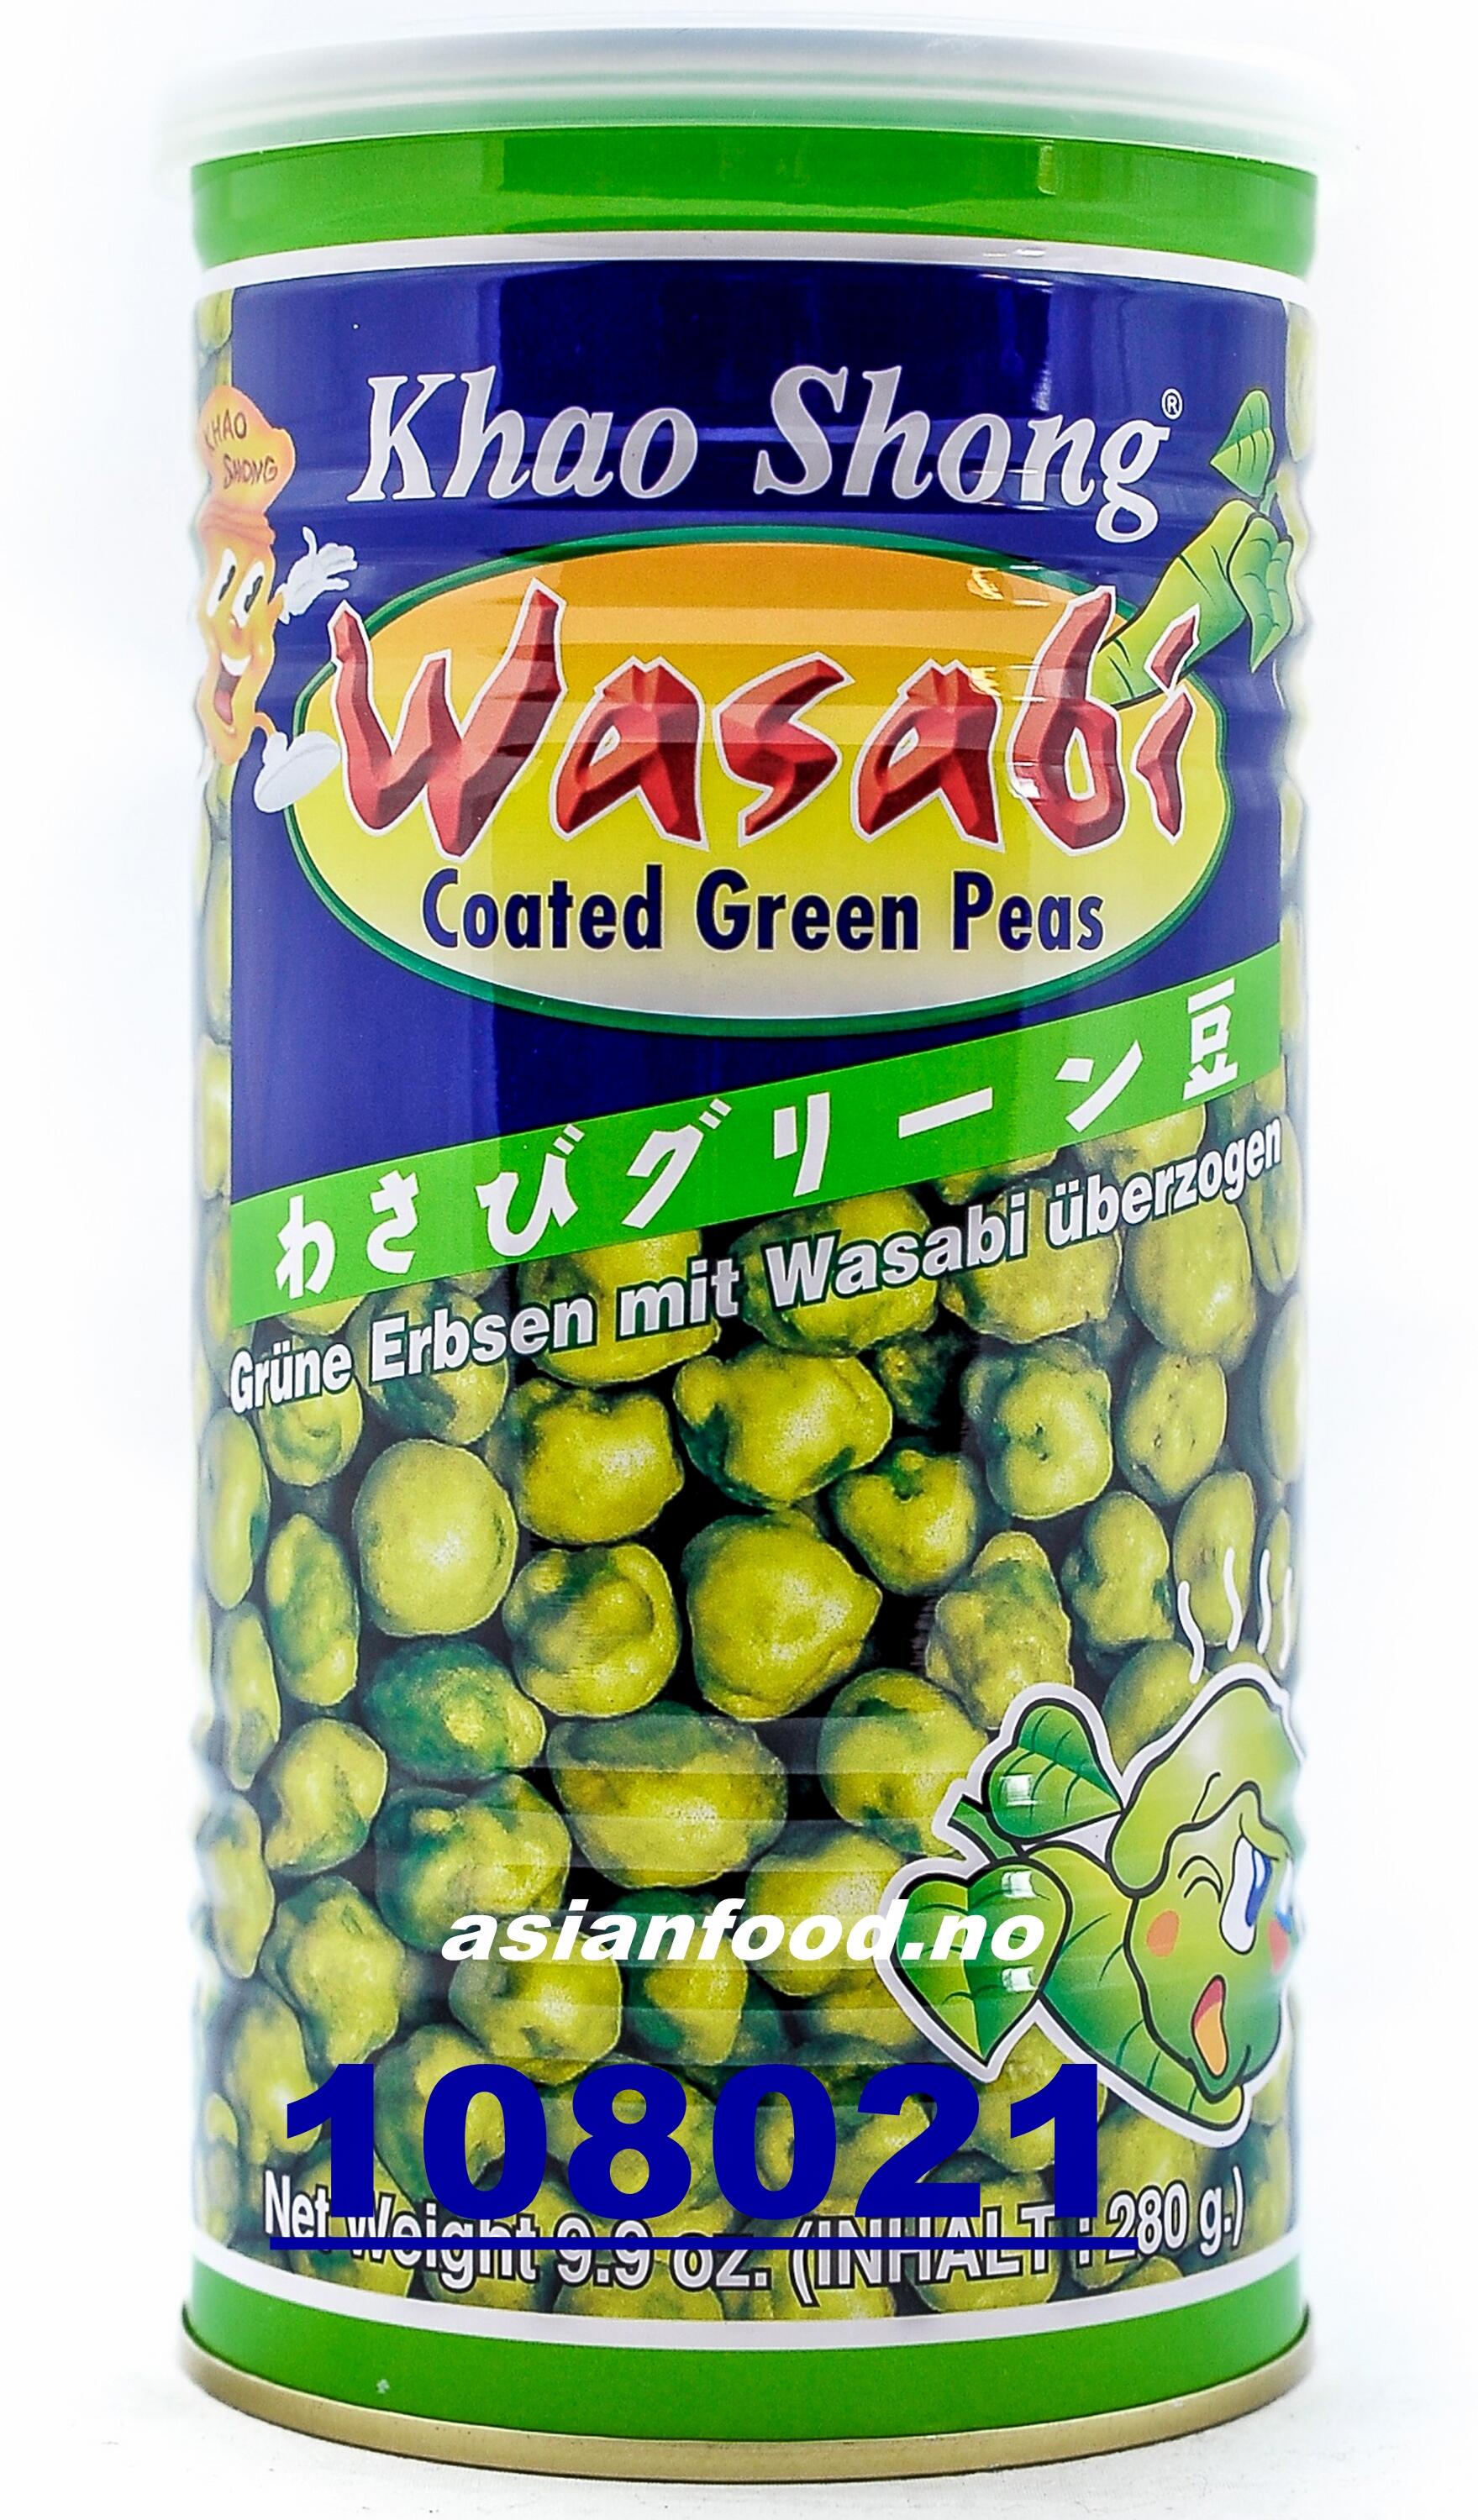 Khao Shong®
KHAO
SHONG
Wasabi
Coated Green Peas
わさびグリーン豆
Grüne Erbsen mit Wasabi überzogen
asianfood.no
108021
Net Weight 9.9 oz. (INHALT : 280 g.)